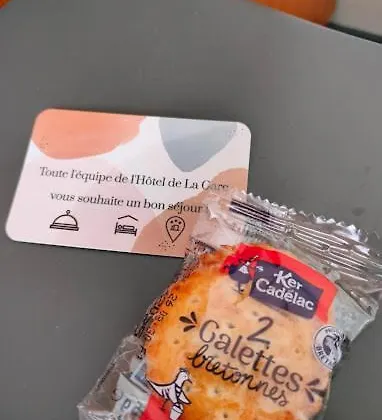 Toute l'équipe de l'Hôtel de La Gare
vous souhaite un bon séjour
Ker
Cadélac
2
Galettes
bretonnes